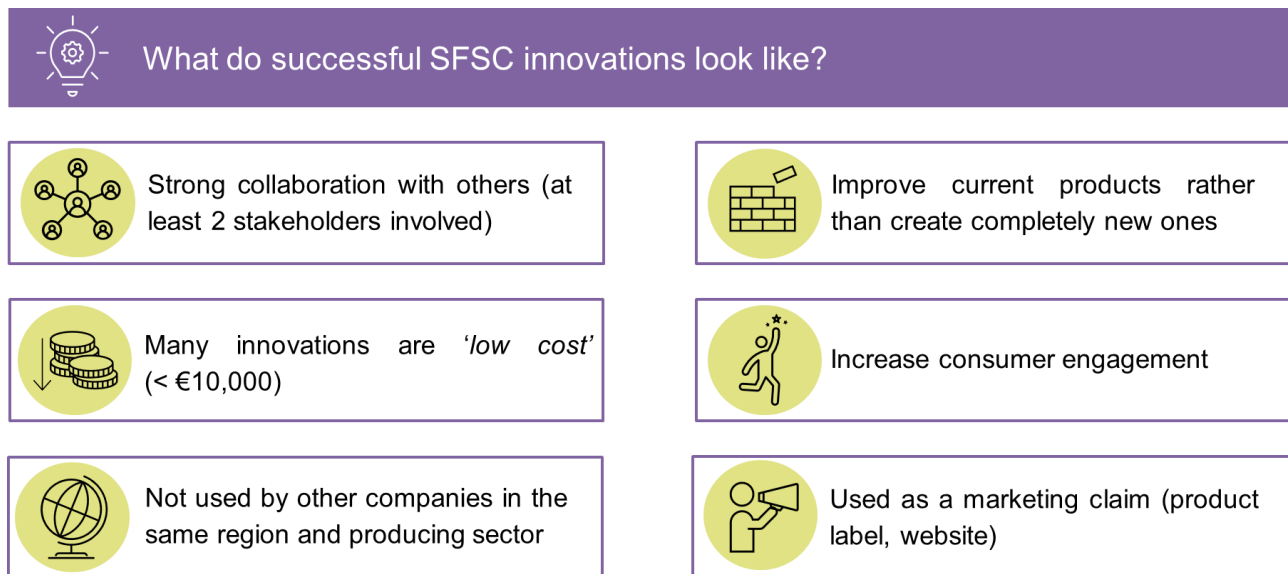 What do successful SFSC innovations look like?
Strong collaboration with others (at
least 2 stakeholders involved)
Improve current products rather
than create completely new ones
Many innovations are ‘low cost’
(< €10,000)
Increase consumer engagement
Not used by other companies in the
same region and producing sector
Used as a marketing claim (product
label, website)